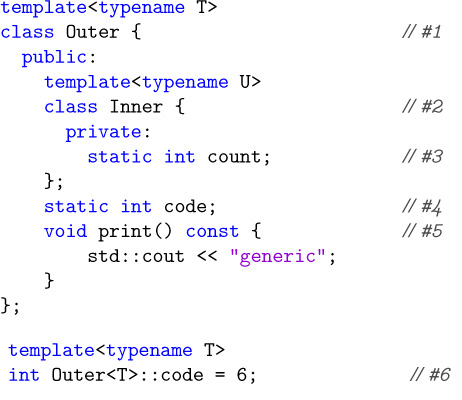 template<typename T>
class Outer { // #1
public:
template<typename U>
class Inner { // #2
private:
static int count; // #3
};
static int code; // #4
void print() const { // #5
std::cout << "generic";
}
};
template<typename T>
int Outer<T>::code = 6; // #6